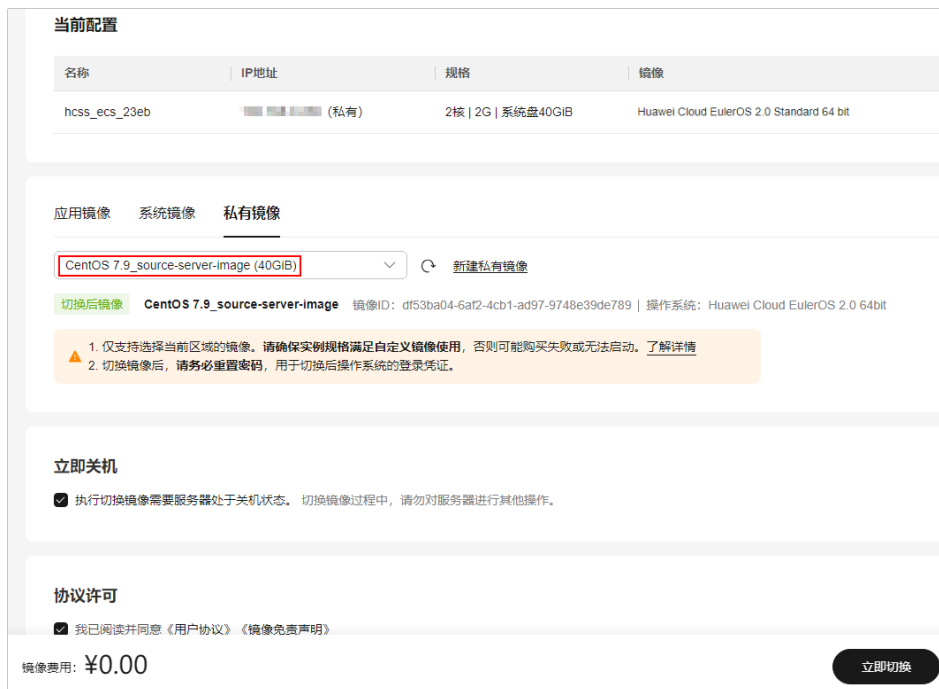 当前配置
名称 IP地址 规格 镜像
hcss_ecs_23eb (私有) 2核 | 2G | 系统盘40GiB Huawei Cloud EulerOS 2.0 Standard 64 bit
应用镜像 系统镜像 私有镜像
CentOS 7.9_source-server-image (40GiB) 新建私有镜像
切换后镜像 CentOS 7.9_source-server-image 镜像ID：df53ba04-6af2-4cb1-ad97-9748e39de789 | 操作系统：Huawei Cloud EulerOS 2.0 64bit
1. 仅支持选择当前区域的镜像。请确保实例规格满足自定义镜像使用，否则可能购买失败或无法启动。了解详情
2. 切换镜像后，请务必重置密码，用于切换后操作系统的登录凭证。
立即关机
执行切换镜像需要服务器处于关机状态。 切换镜像过程中，请勿对服务器进行其他操作。
协议许可
我已阅读并同意《用户协议》《镜像免责声明》
镜像费用：¥0.00 立即切换